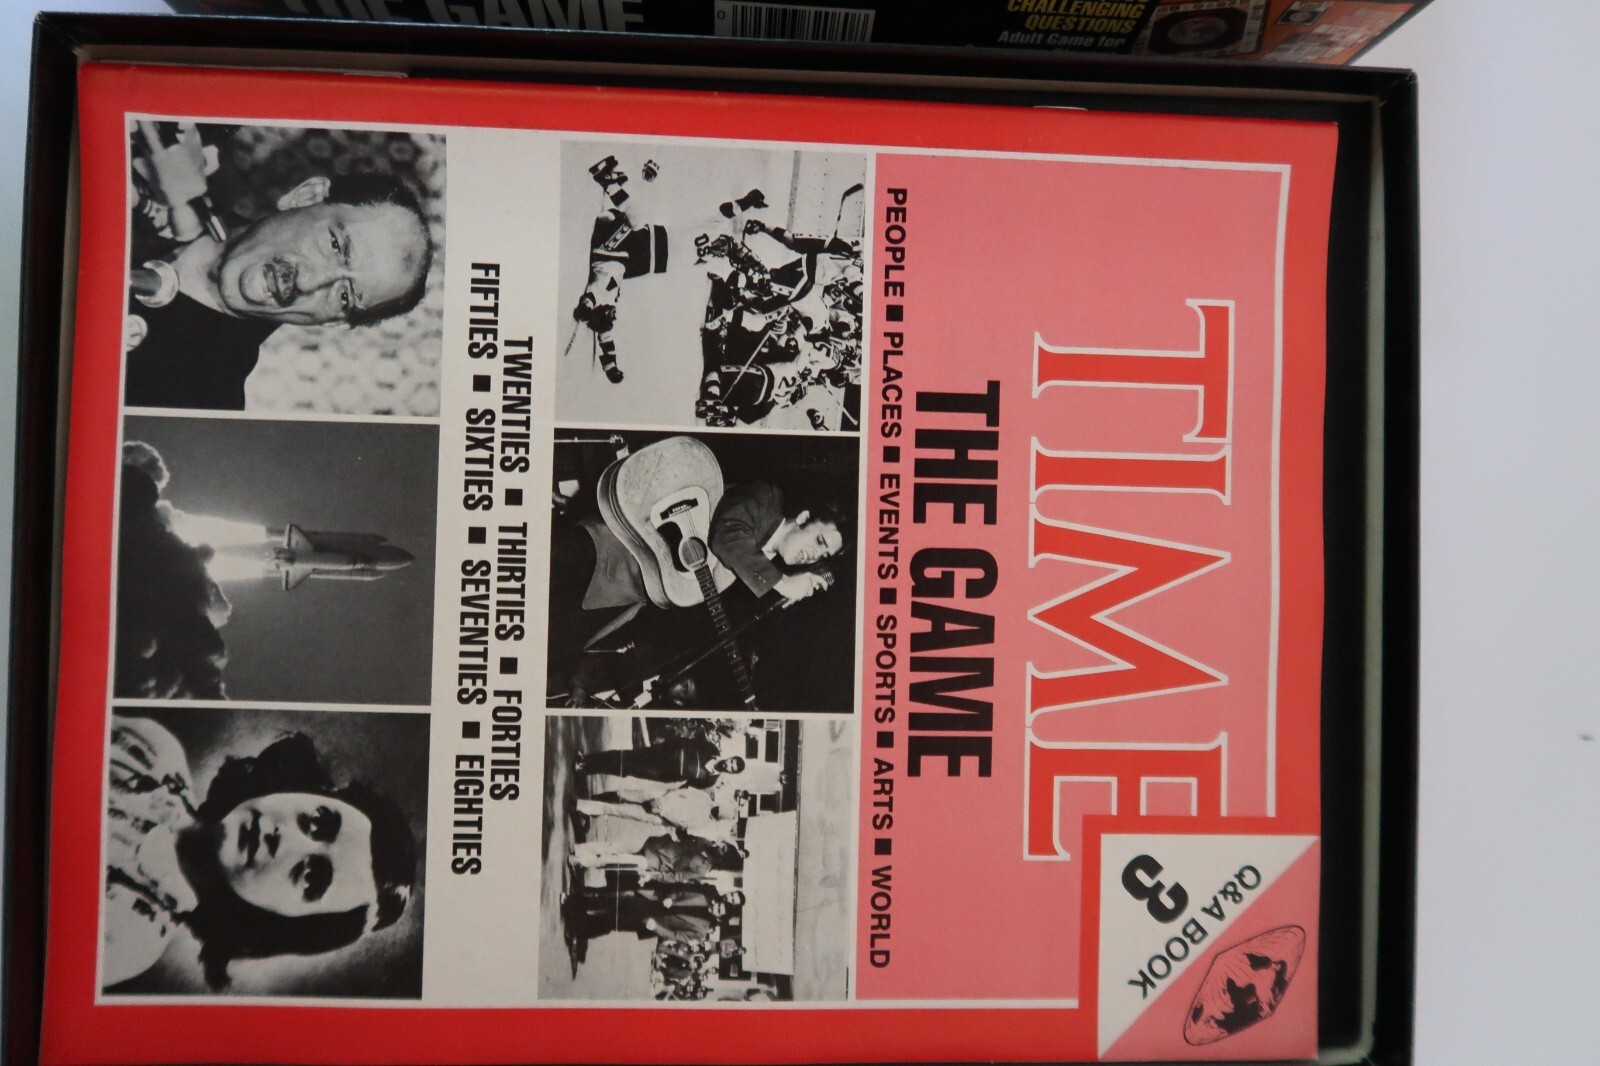 THE GAME
CHALLENGING
QUESTIONS
Adult Game for
TIME
THE GAME
PEOPLE ■ PLACES ■ EVENTS ■ SPORTS ■ ARTS ■ WORLD
Q&A BOOK
3
TWENTIES ■ THIRTIES ■ FORTIES
FIFTIES ■ SIXTIES ■ SEVENTIES ■ EIGHTIES